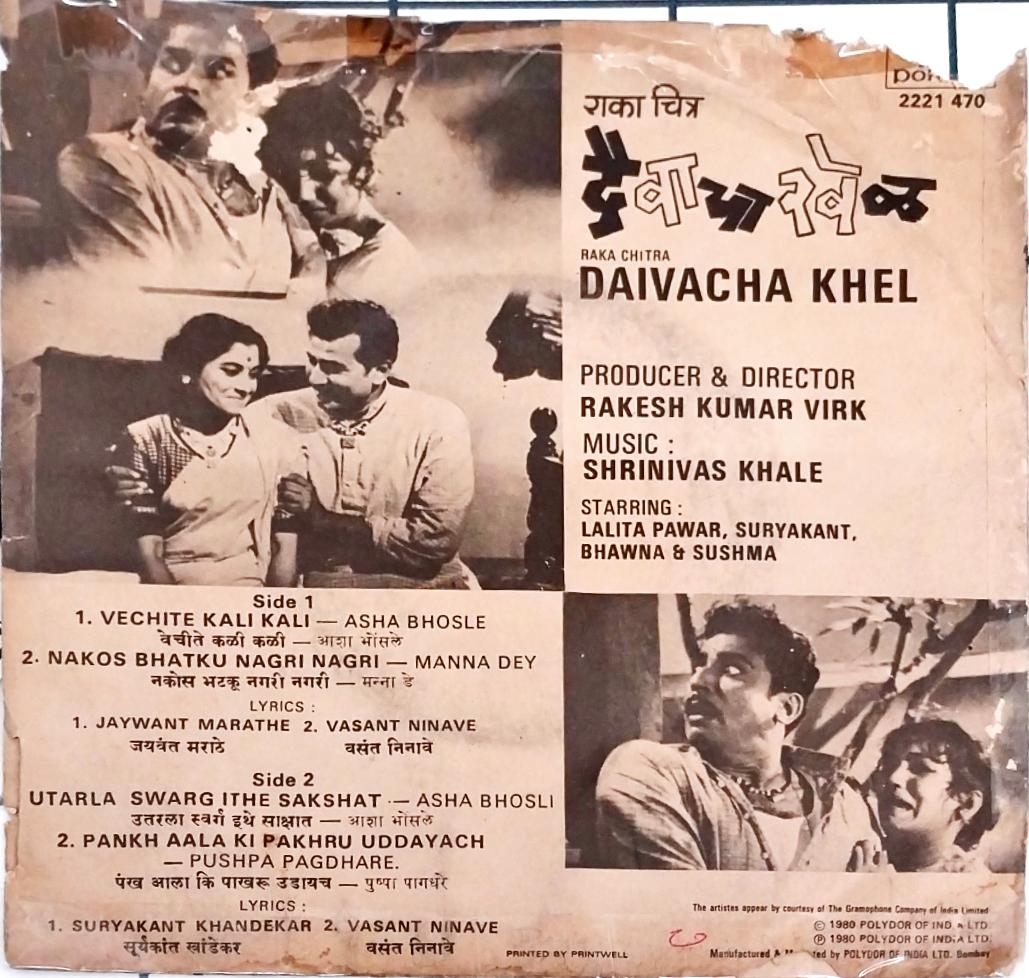 2221 470
राका चित्र
दैवाचा खेळ
RAKA CHITRA
DAIVACHA KHEL
PRODUCER & DIRECTOR
RAKESH KUMAR VIRK
MUSIC :
SHRINIVAS KHALE
STARRING :
LALITA PAWAR, SURYAKANT,
BHAWNA & SUSHMA
Side 1
1. VECHITE KALI KALI — ASHA BHOSLE
वेचीते कळी कळी — आशा भोंसले
2. NAKOS BHATKU NAGRI NAGRI — MANNA DEY
नकोस भटकू नगरी नगरी — मन्ना डे
LYRICS :
1. JAYWANT MARATHE 2. VASANT NINAVE
जयवंत मराठे वसंत निनावे
Side 2
UTARLA SWARG ITHE SAKSHAT — ASHA BHOSLI
उतरला स्वर्ग इथे साक्षात — आशा भोंसले
2. PANKH AALA KI PAKHRU UDDAYACH
— PUSHPA PAGDHARE.
पंख आला कि पाखरू उडायच — पुष्पा पागधरे
LYRICS :
1. SURYAKANT KHANDEKAR 2. VASANT NINAVE
सूर्यकांत खांडेकर वसंत निनावे
PRINTED BY PRINTWELL
The artistes appear by courtesy of The Gramophone Company of India Limited
© 1980 POLYDOR OF INDIA LTD.
℗ 1980 POLYDOR OF INDIA LTD.
Manufactured & ted by POLYDOR OF INDIA LTD. Bombay